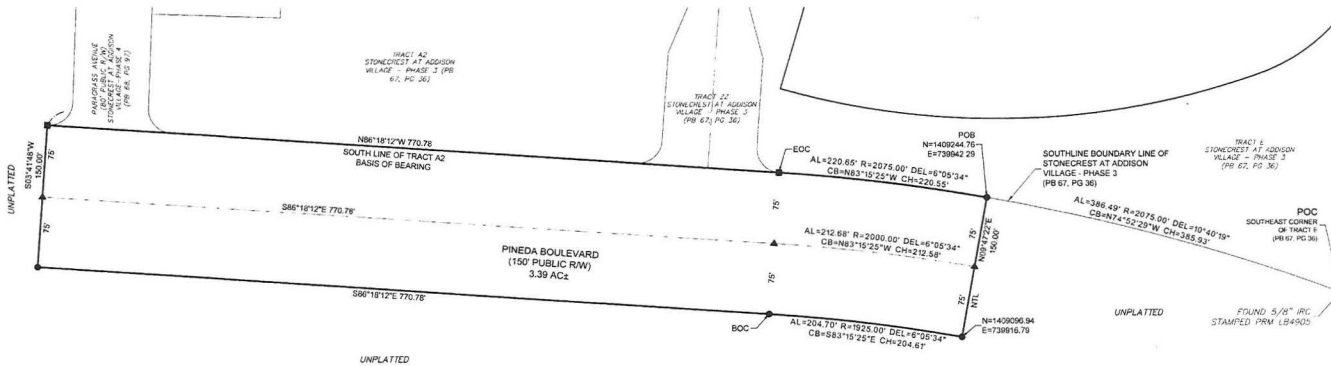 PARAGRASS AVENUE
(80' PUBLIC R/W)
STONECREST AT ADDISON
VILLAGE-PHASE 4
(PB 68, PG 97)
TRACT A2
STONECREST AT ADDISON
VILLAGE - PHASE 3 (PB
67, PG 36)
TRACT 22
STONECREST AT ADDISON
VILLAGE - PHASE 3
(PB 67, PG 36)
UNPLATTED
S03°41'48"W
150.00'
75'
75'
N86°18'12"W 770.78
SOUTH LINE OF TRACT A2
BASIS OF BEARING
EOC
POB
N=1409244.76
E=739942.29
AL=220.65' R=2075.00' DEL=6°05'34"
CB=N83°15'25"W CH=220.55'
SOUTHLINE BOUNDARY LINE OF
STONECREST AT ADDISON
VILLAGE - PHASE 3
(PB 67, PG 36)
TRACT E
STONECREST AT ADDISON
VILLAGE - PHASE 3
(PB 67, PG 36)
AL=386.49' R=2075.00' DEL=10°40'19"
CB=N74°52'29"W CH=385.93'
POC
SOUTHEAST CORNER
OF TRACT E
(PB 67, PG 36)
S86°18'12"E 770.78'
75'
75'
AL=212.68' R=2000.00' DEL=6°05'34"
CB=N83°15'25"W CH=212.58'
75'
75'
N09°47'22"E
150.00'
NTL
PINEDA BOULEVARD
(150' PUBLIC R/W)
3.39 AC±
S86°18'12"E 770.78'
BOC
AL=204.70' R=1925.00' DEL=6°05'34"
CB=S83°15'25"E CH=204.61'
N=1409096.94
E=739916.79
UNPLATTED
FOUND 5/8" IRC
STAMPED PRM LB4905
UNPLATTED